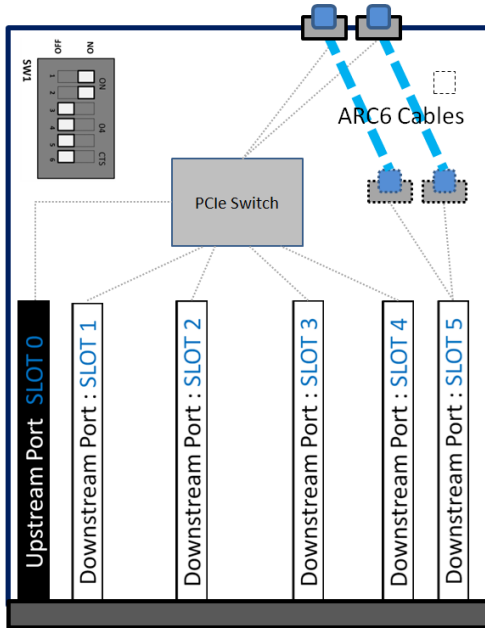 OFF
ON
SW1
1
2
3
4
5
6
ON
04
CTS
ARC6 Cables
PCIe Switch
Upstream Port SLOT 0
Downstream Port : SLOT 1
Downstream Port : SLOT 2
Downstream Port : SLOT 3
Downstream Port : SLOT 4
Downstream Port : SLOT 5